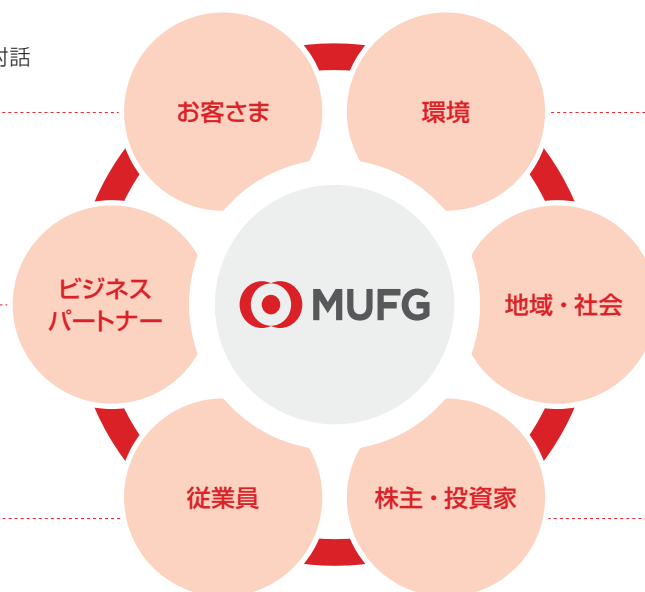 対話
お客さま
環境
ビジネス
パートナー
MUFG
地域・社会
従業員
株主・投資家